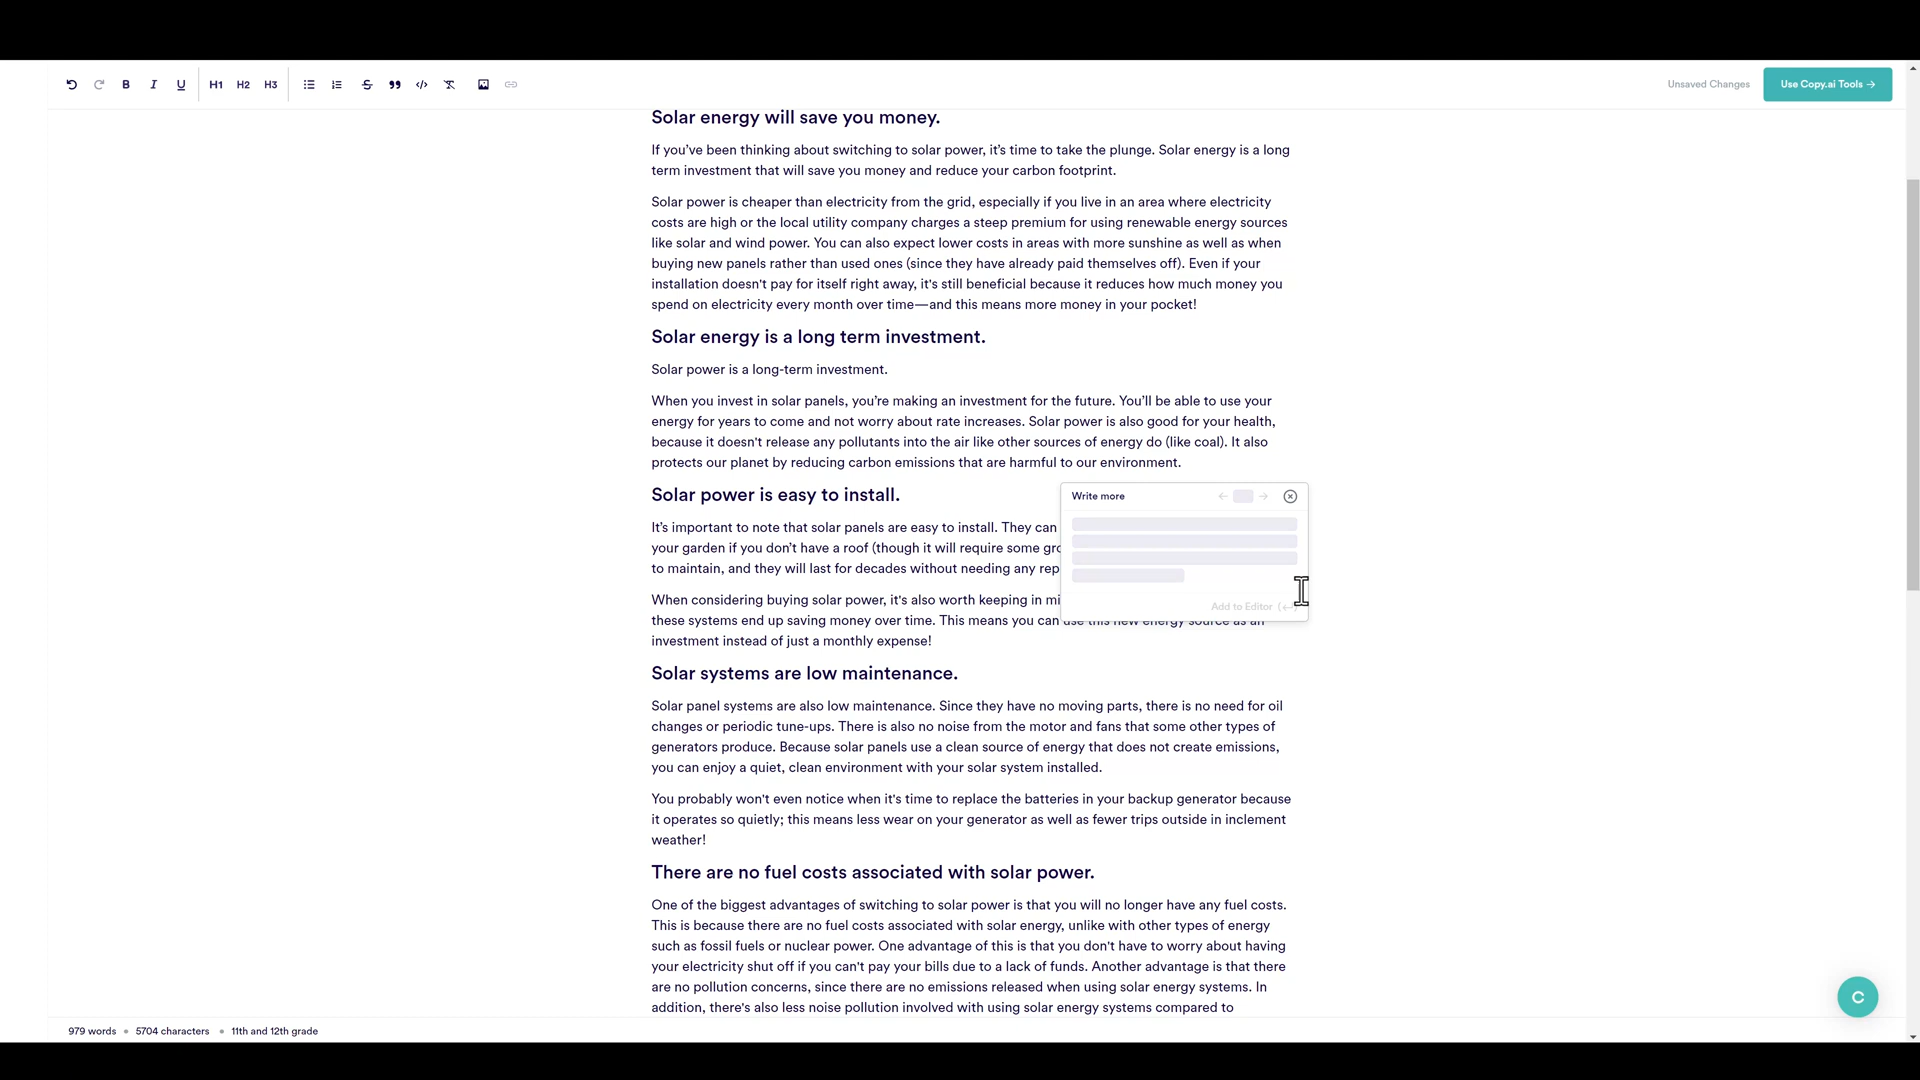 B I U H1 H2 H3
Unsaved Changes
Use Copy.ai Tools →
Solar energy will save you money.
If you’ve been thinking about switching to solar power, it’s time to take the plunge. Solar energy is a long
term investment that will save you money and reduce your carbon footprint.
Solar power is cheaper than electricity from the grid, especially if you live in an area where electricity
costs are high or the local utility company charges a steep premium for using renewable energy sources
like solar and wind power. You can also expect lower costs in areas with more sunshine as well as when
buying new panels rather than used ones (since they have already paid themselves off). Even if your
installation doesn't pay for itself right away, it's still beneficial because it reduces how much money you
spend on electricity every month over time—and this means more money in your pocket!
Solar energy is a long term investment.
Solar power is a long-term investment.
When you invest in solar panels, you’re making an investment for the future. You’ll be able to use your
energy for years to come and not worry about rate increases. Solar power is also good for your health,
because it doesn't release any pollutants into the air like other sources of energy do (like coal). It also
protects our planet by reducing carbon emissions that are harmful to our environment.
Solar power is easy to install.
It’s important to note that solar panels are easy to install. They can
your garden if you don’t have a roof (though it will require some
to maintain, and they will last for decades without needing any
When considering buying solar power, it's also worth keeping in
these systems end up saving money over time. This means you can use this new energy source as an
investment instead of just a monthly expense!
Write more
Add to Editor (↵)
Solar systems are low maintenance.
Solar panel systems are also low maintenance. Since they have no moving parts, there is no need for oil
changes or periodic tune-ups. There is also no noise from the motor and fans that some other types of
generators produce. Because solar panels use a clean source of energy that does not create emissions,
you can enjoy a quiet, clean environment with your solar system installed.
You probably won't even notice when it's time to replace the batteries in your backup generator because
it operates so quietly; this means less wear on your generator as well as fewer trips outside in inclement
weather!
There are no fuel costs associated with solar power.
One of the biggest advantages of switching to solar power is that you will no longer have any fuel costs.
This is because there are no fuel costs associated with solar energy, unlike with other types of energy
such as fossil fuels or nuclear power. One advantage of this is that you don't have to worry about having
your electricity shut off if you can't pay your bills due to a lack of funds. Another advantage is that there
are no pollution concerns, since there are no emissions released when using solar energy systems. In
addition, there's also less noise pollution involved with using solar energy systems compared to
C
979 words • 5704 characters • 11th and 12th grade